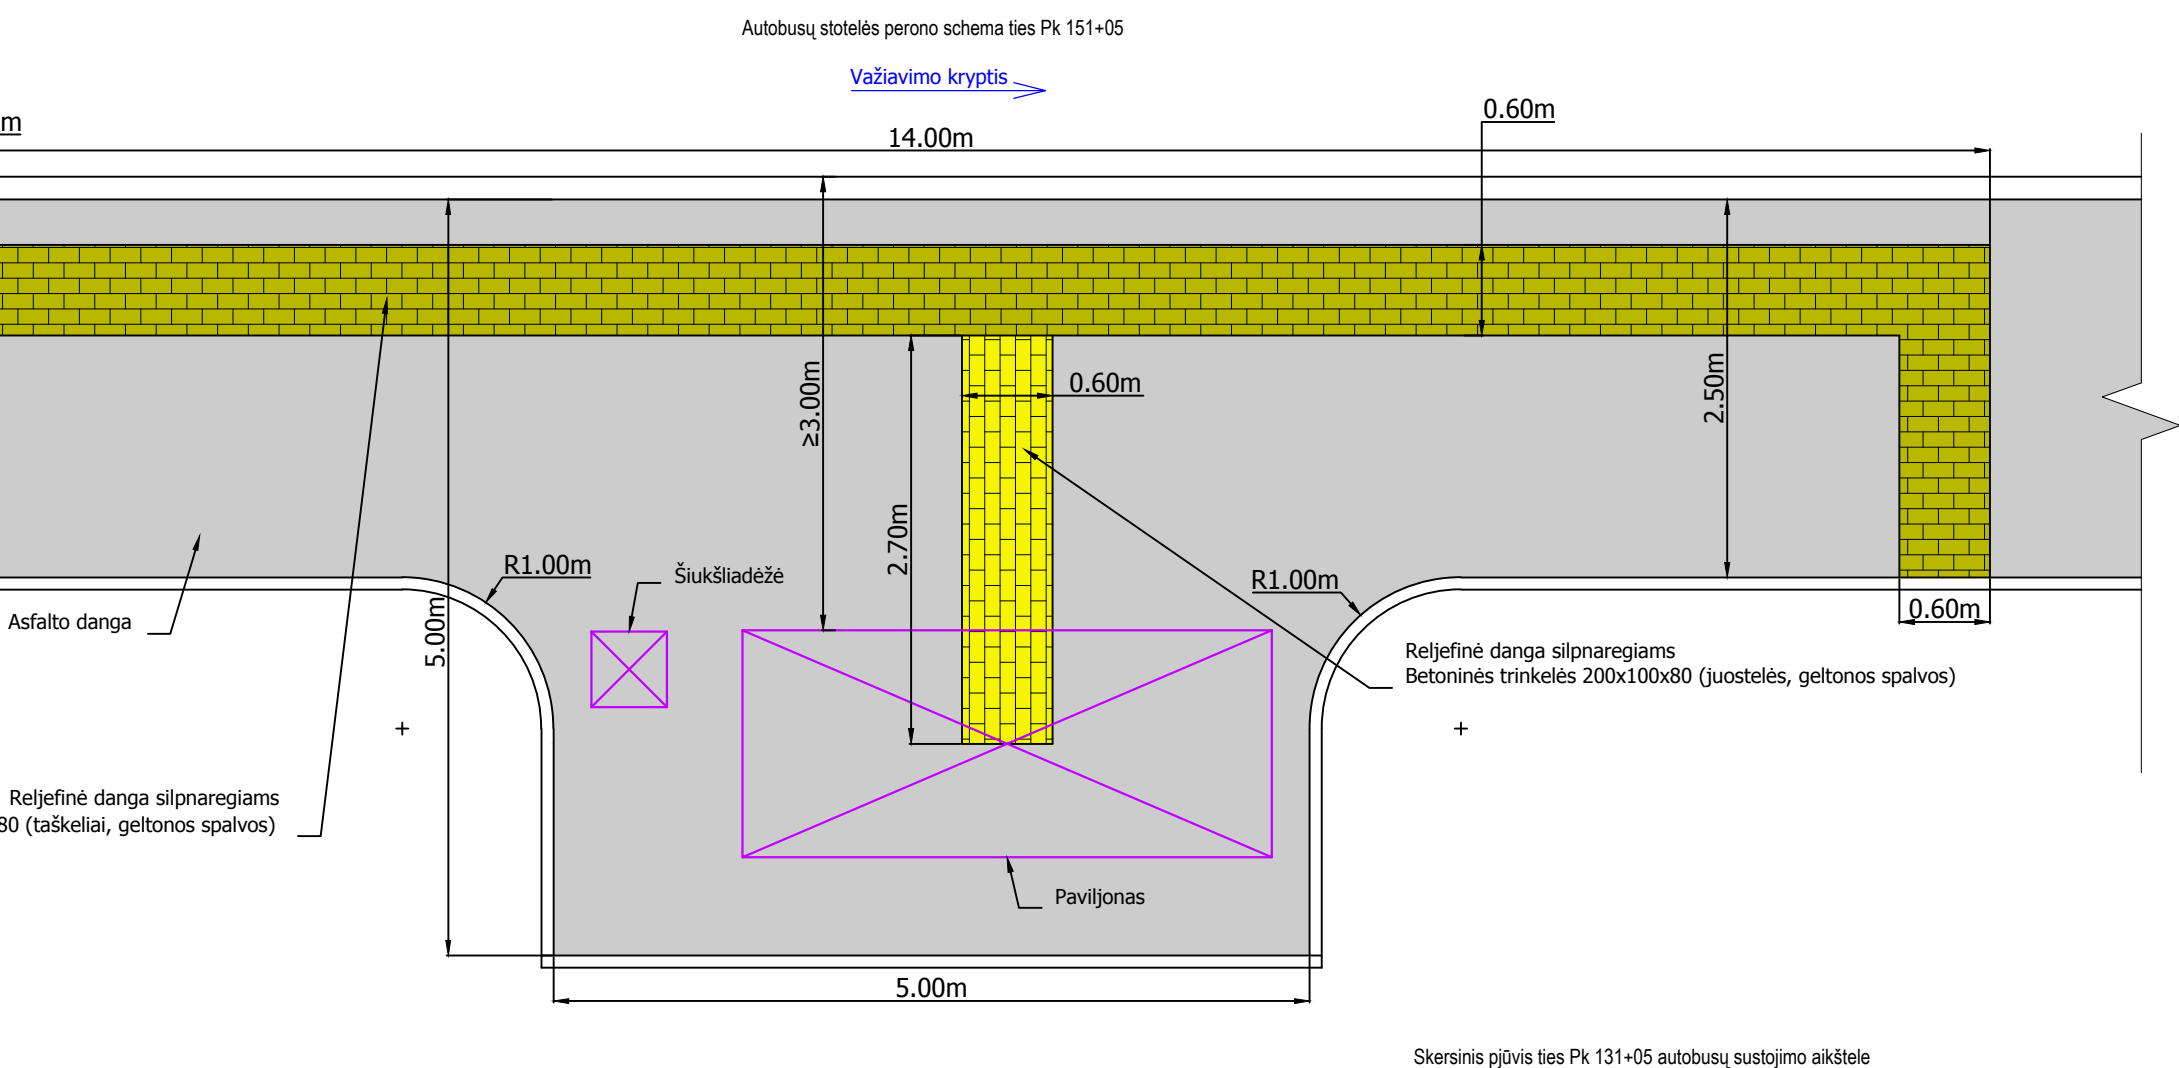 Autobusų stotelės perono schema ties Pk 151+05
Važiavimo kryptis
m
14.00m
0.60m
≥3.00m
0.60m
2.50m
2.70m
R1.00m
Šiukšliadėžė
R1.00m
5.00m
Asfalto danga
0.60m
Reljefinė danga silpnaregiams
Betoninės trinkelės 200x100x80 (juostelės, geltonos spalvos)
Reljefinė danga silpnaregiams
80 (taškeliai, geltonos spalvos)
Paviljonas
5.00m
Skersinis pjūvis ties Pk 131+05 autobusų sustojimo aikštele